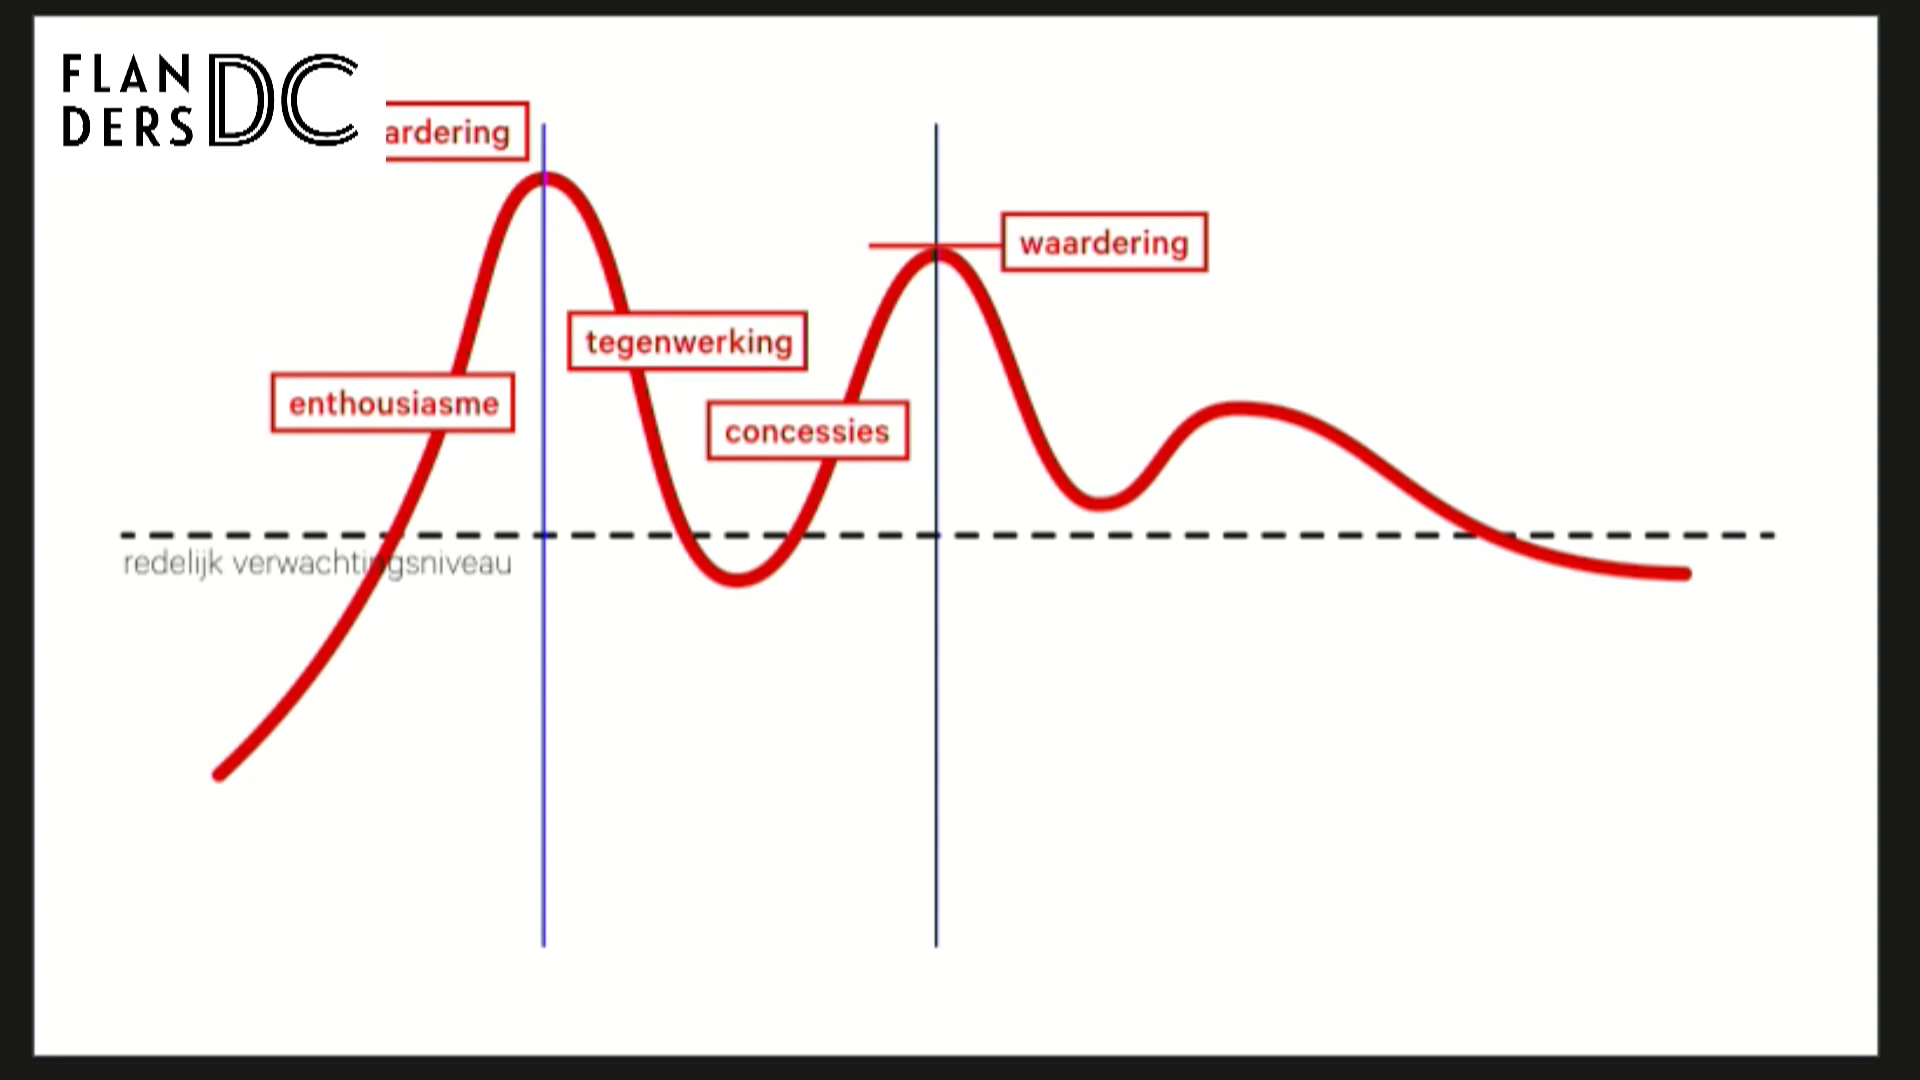 FLAN
DERS DC
ardering
waardering
tegenwerking
enthousiasme
concessies
redelijk verwachtingsniveau